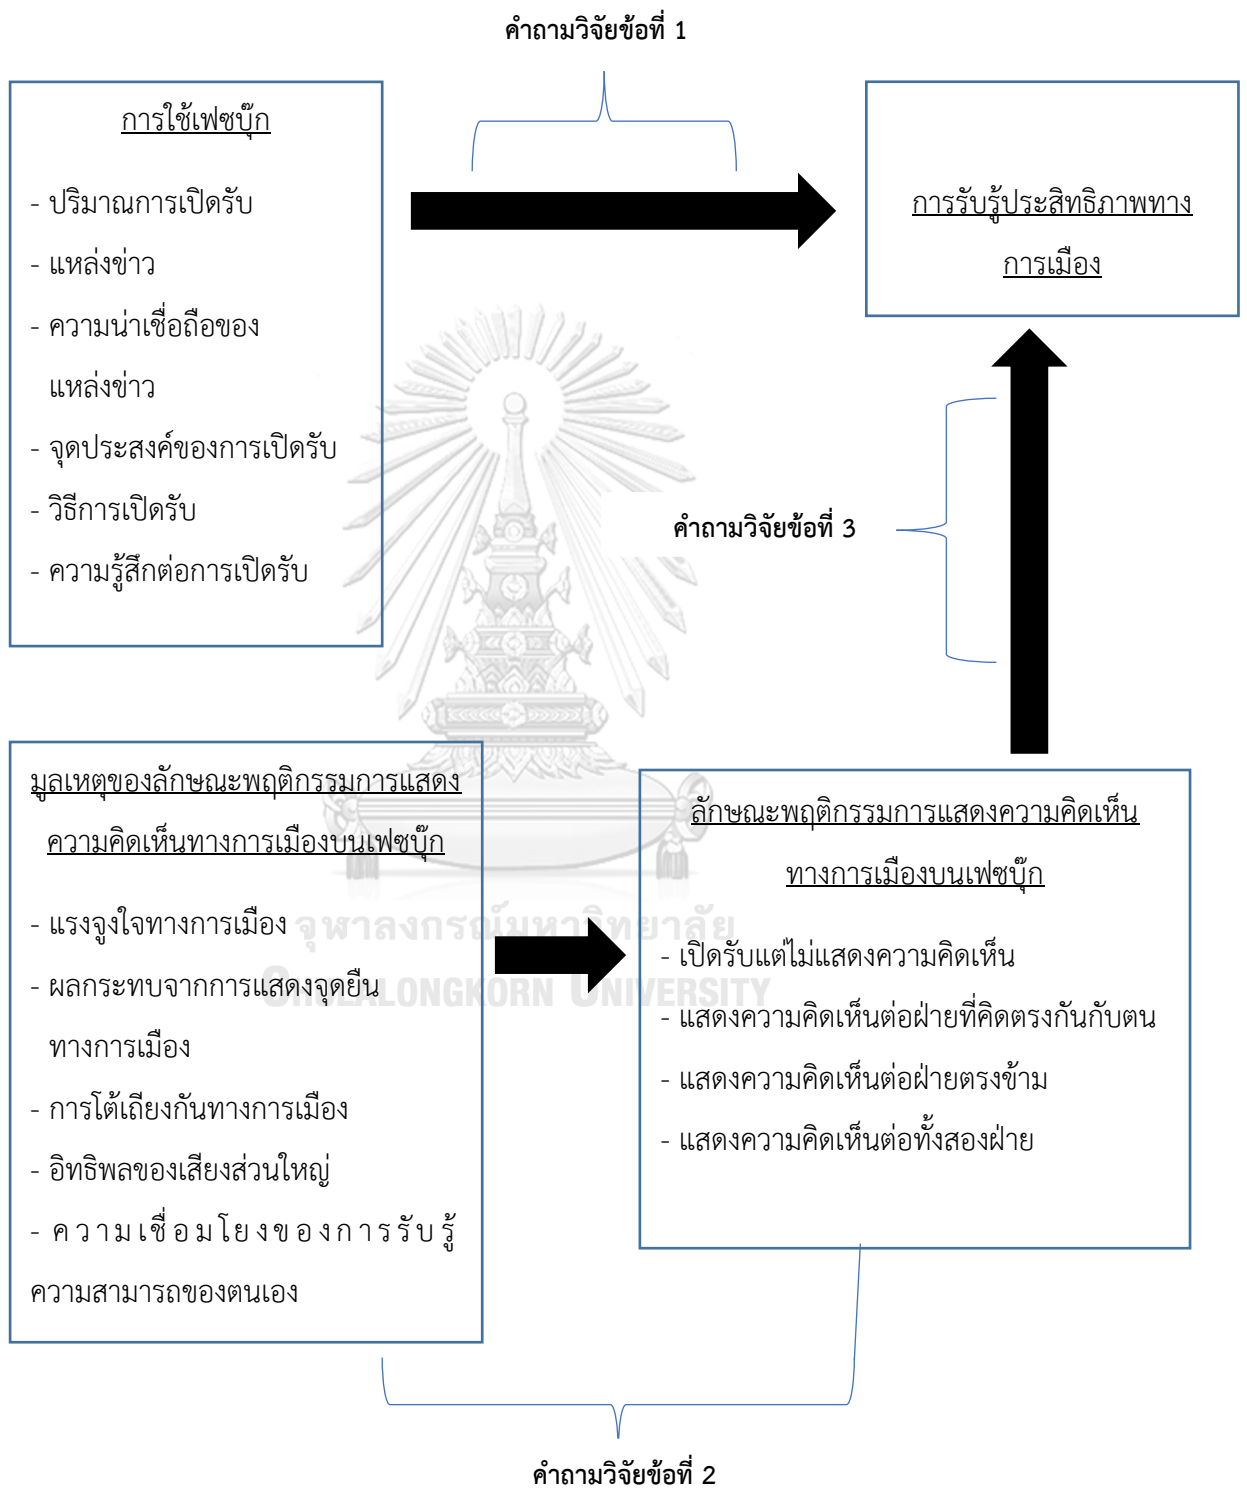 คำถามวิจัยข้อที่ 1
การใช้เฟซบุ๊ก
- ปริมาณการเปิดรับ
- แหล่งข่าว
- ความน่าเชื่อถือของ
แหล่งข่าว
- จุดประสงค์ของการเปิดรับ
- วิธีการเปิดรับ
- ความรู้สึกต่อการเปิดรับ
การรับรู้ประสิทธิภาพทาง
การเมือง
คำถามวิจัยข้อที่ 3
มูลเหตุของลักษณะพฤติกรรมการแสดง
ความคิดเห็นทางการเมืองบนเฟซบุ๊ก
- แรงจูงใจทางการเมือง
- ผลกระทบจากการแสดงจุดยืน
ทางการเมือง
- การโต้เถียงกันทางการเมือง
- อิทธิพลของเสียงส่วนใหญ่
- ความเชื่อมโยงของการรับรู้
ความสามารถของตนเอง
ลักษณะพฤติกรรมการแสดงความคิดเห็น
ทางการเมืองบนเฟซบุ๊ก
- เปิดรับแต่ไม่แสดงความคิดเห็น
- แสดงความคิดเห็นต่อฝ่ายที่คิดตรงกันกับตน
- แสดงความคิดเห็นต่อฝ่ายตรงข้าม
- แสดงความคิดเห็นต่อทั้งสองฝ่าย
จุฬาลงกรณ์มหาวิทยาลัย
CHULALONGKORN UNIVERSITY
คำถามวิจัยข้อที่ 2